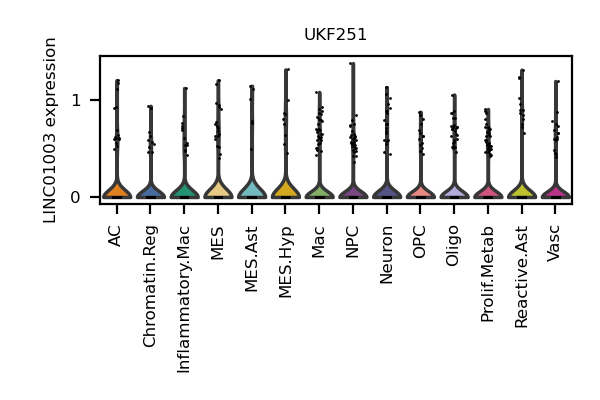 UKF251
LINC01003 expression
1
0
AC
Chromatin.Reg
Inflammatory.Mac
MES
MES.Ast
MES.Hyp
Mac
NPC
Neuron
OPC
Oligo
Prolif.Metab
Reactive.Ast
Vasc